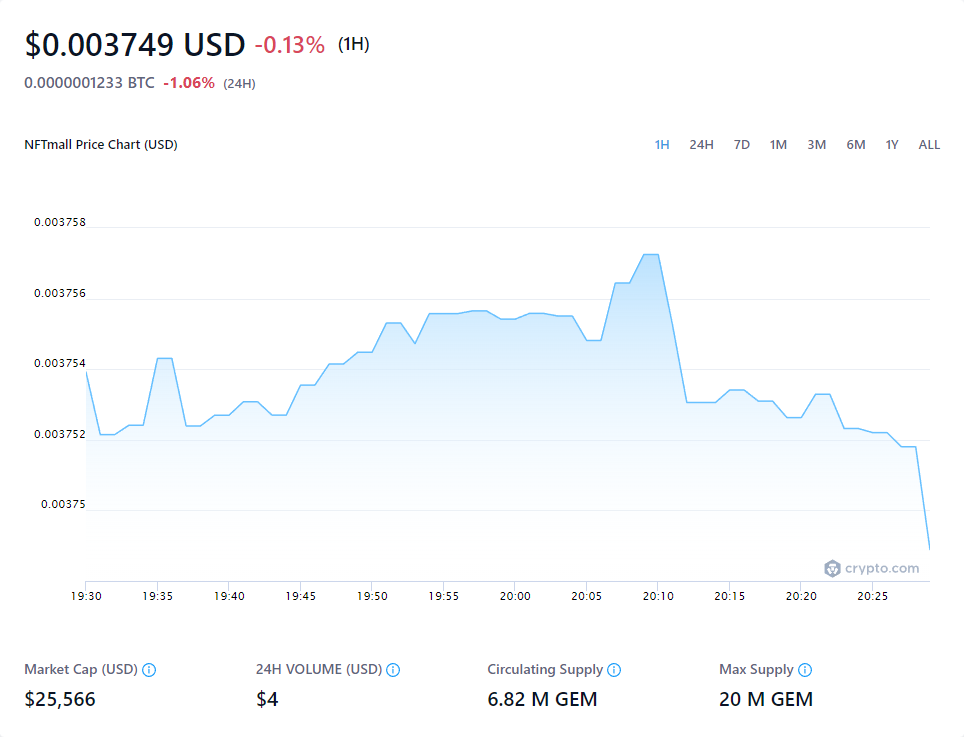 $0.003749 USD -0.13% (1H)
0.0000001233 BTC -1.06% (24H)
NFTmall Price Chart (USD) 1H 24H 7D 1M 3M 6M 1Y ALL
0.003758
0.003756
0.003754
0.003752
0.00375
crypto.com
19:30 19:35 19:40 19:45 19:50 19:55 20:00 20:05 20:10 20:15 20:20 20:25
Market Cap (USD) 24H VOLUME (USD) Circulating Supply Max Supply
$25,566 $4 6.82 M GEM 20 M GEM